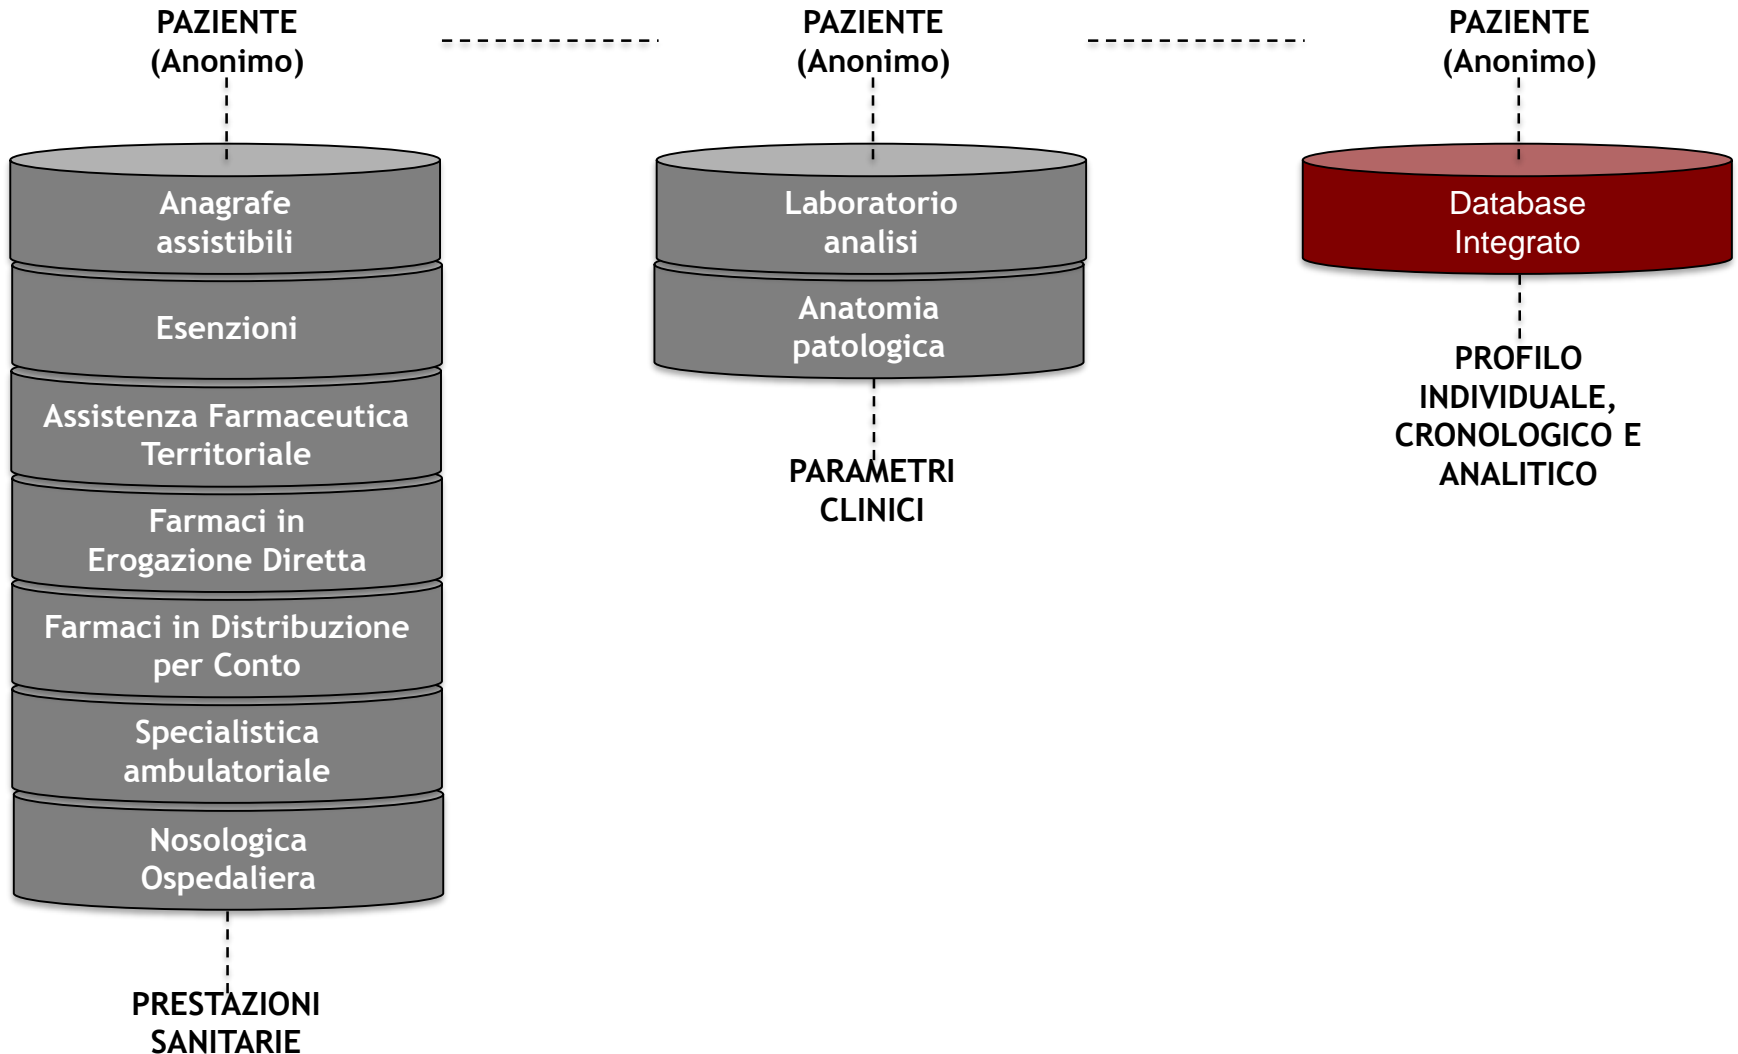 PAZIENTE
(Anonimo)
Anagrafe
assistibili
Esenzioni
Assistenza Farmaceutica
Territoriale
Farmaci in
Erogazione Diretta
Farmaci in Distribuzione
per Conto
Specialistica
ambulatoriale
Nosologica
Ospedaliera
PRESTAZIONI
SANITARIE
PAZIENTE
(Anonimo)
Laboratorio
analisi
Anatomia
patologica
PARAMETRI
CLINICI
PAZIENTE
(Anonimo)
Database
Integrato
PROFILO
INDIVIDUALE,
CRONOLOGICO E
ANALITICO